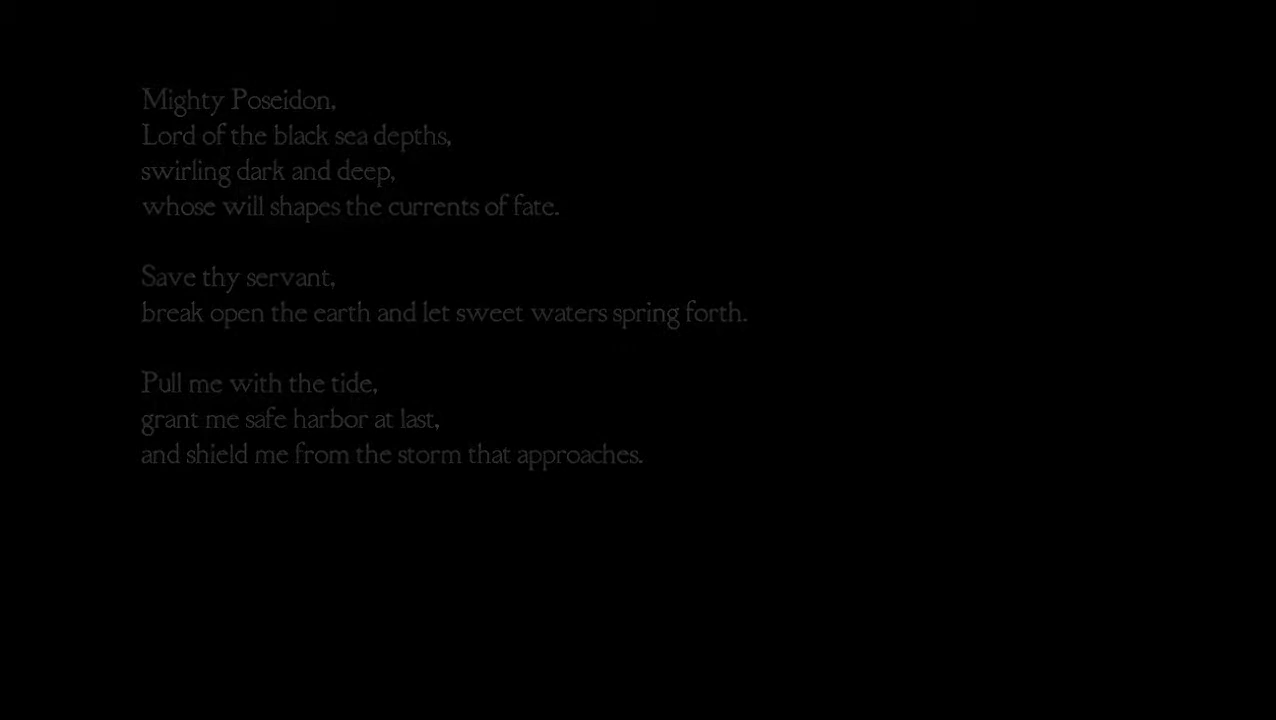 Mighty Poseidon,
Lord of the black sea depths,
swirling dark and deep,
whose will shapes the currents of fate.
Save thy servant,
break open the earth and let sweet waters spring forth.
Pull me with the tide,
grant me safe harbor at last,
and shield me from the storm that approaches.